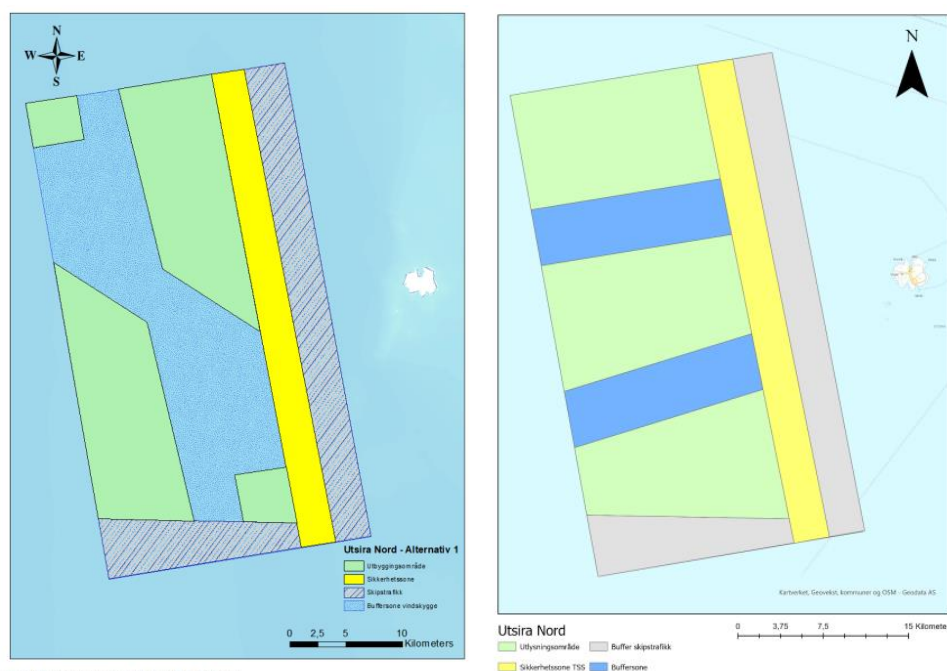 N
W E
S
Utsira Nord - Alternativ 1
Utbyggingsområde
Sikkerhetssone
Skipstrafikk
Buffersone vindskygge
0 2,5 5 10
Kilometers
N
Kartverket, Geovekst, kommuner og OSM - Geodata AS
Utsira Nord
Utlysningsområde Buffer skipstrafikk
Sikkerhetssone TSS Buffersone
0 3,75 7,5 15 Kilometer